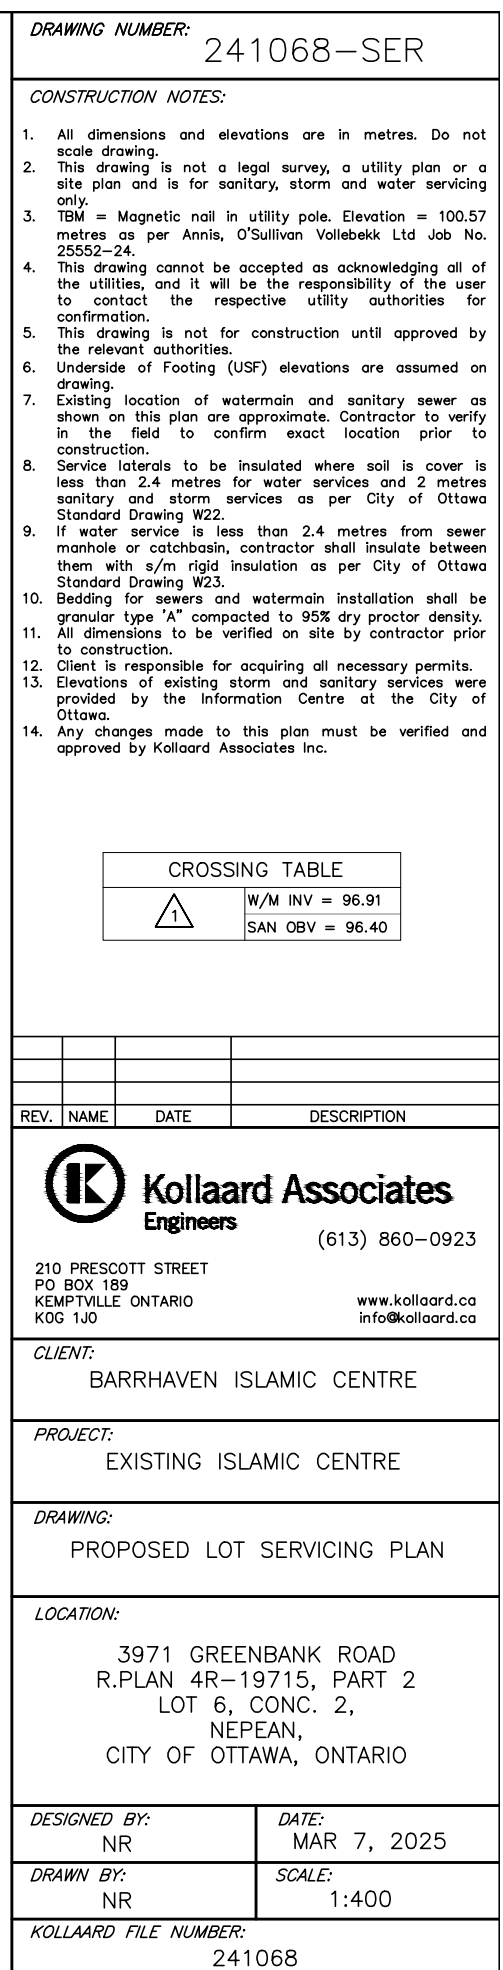 DRAWING NUMBER:
241068-SER
CONSTRUCTION NOTES:
1. All dimensions and elevations are in metres. Do not
scale drawing.
2. This drawing is not a legal survey, a utility plan or a
site plan and is for sanitary, storm and water servicing
only.
3. TBM = Magnetic nail in utility pole. Elevation = 100.57
metres as per Annis, O'Sullivan Vollebekk Ltd Job No.
25552-24.
4. This drawing cannot be accepted as acknowledging all of
the utilities, and it will be the responsibility of the user
to contact the respective utility authorities for
confirmation.
5. This drawing is not for construction until approved by
the relevant authorities.
6. Underside of Footing (USF) elevations are assumed on
drawing.
7. Existing location of watermain and sanitary sewer as
shown on this plan are approximate. Contractor to verify
in the field to confirm exact location prior to
construction.
8. Service laterals to be insulated where soil is cover is
less than 2.4 metres for water services and 2 metres
sanitary and storm services as per City of Ottawa
Standard Drawing W22.
9. If water service is less than 2.4 metres from sewer
manhole or catchbasin, contractor shall insulate between
them with s/m rigid insulation as per City of Ottawa
Standard Drawing W23.
10. Bedding for sewers and watermain installation shall be
granular type 'A" compacted to 95% dry proctor density.
11. All dimensions to be verified on site by contractor prior
to construction.
12. Client is responsible for acquiring all necessary permits.
13. Elevations of existing storm and sanitary services were
provided by the Information Centre at the City of
Ottawa.
14. Any changes made to this plan must be verified and
approved by Kollaard Associates Inc.
CROSSING TABLE
1
W/M INV = 96.91
SAN OBV = 96.40
REV. NAME DATE DESCRIPTION
K Kollaard Associates
Engineers
(613) 860-0923
210 PRESCOTT STREET
PO BOX 189
KEMPTVILLE ONTARIO www.kollaard.ca
K0G 1J0 info@kollaard.ca
CLIENT:
BARRHAVEN ISLAMIC CENTRE
PROJECT:
EXISTING ISLAMIC CENTRE
DRAWING:
PROPOSED LOT SERVICING PLAN
LOCATION:
3971 GREENBANK ROAD
R.PLAN 4R-19715, PART 2
LOT 6, CONC. 2,
NEPEAN,
CITY OF OTTAWA, ONTARIO
DESIGNED BY: DATE:
NR MAR 7, 2025
DRAWN BY: SCALE:
NR 1:400
KOLLAARD FILE NUMBER:
241068